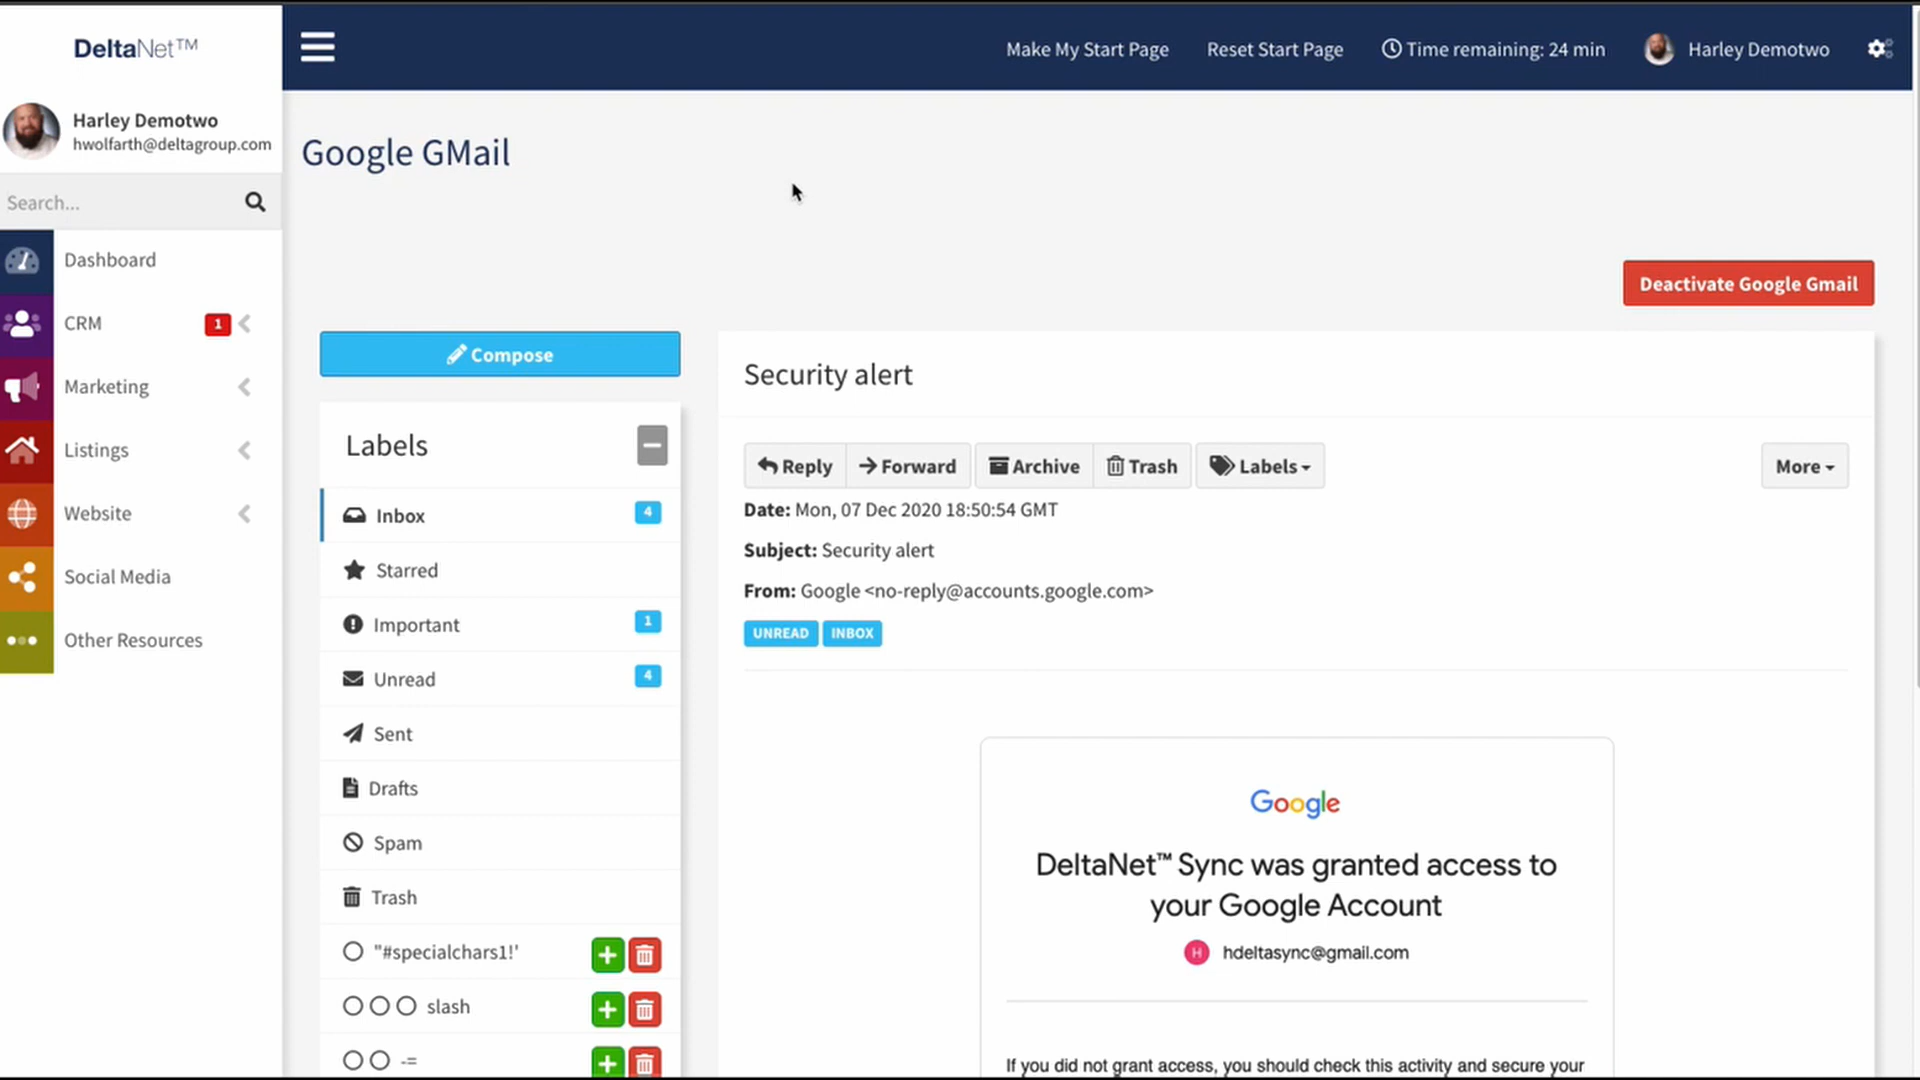 DeltaNet™
Make My Start Page
Reset Start Page
Time remaining: 24 min
Harley Demotwo
Harley Demotwo
hwolfarth@deltagroup.com
Search...
Dashboard
CRM 1
Marketing
Listings
Website
Social Media
Other Resources
Google GMail
Deactivate Google Gmail
Compose
Labels
Inbox 4
Starred
Important 1
Unread 4
Sent
Drafts
Spam
Trash
"#specialchars1!'
slash
-=
Security alert
Reply Forward Archive Trash Labels More
Date: Mon, 07 Dec 2020 18:50:54 GMT
Subject: Security alert
From: Google <no-reply@accounts.google.com>
UNREAD INBOX
Google
DeltaNet™ Sync was granted access to
your Google Account
H hdeltasync@gmail.com
If you did not grant access, you should check this activity and secure your